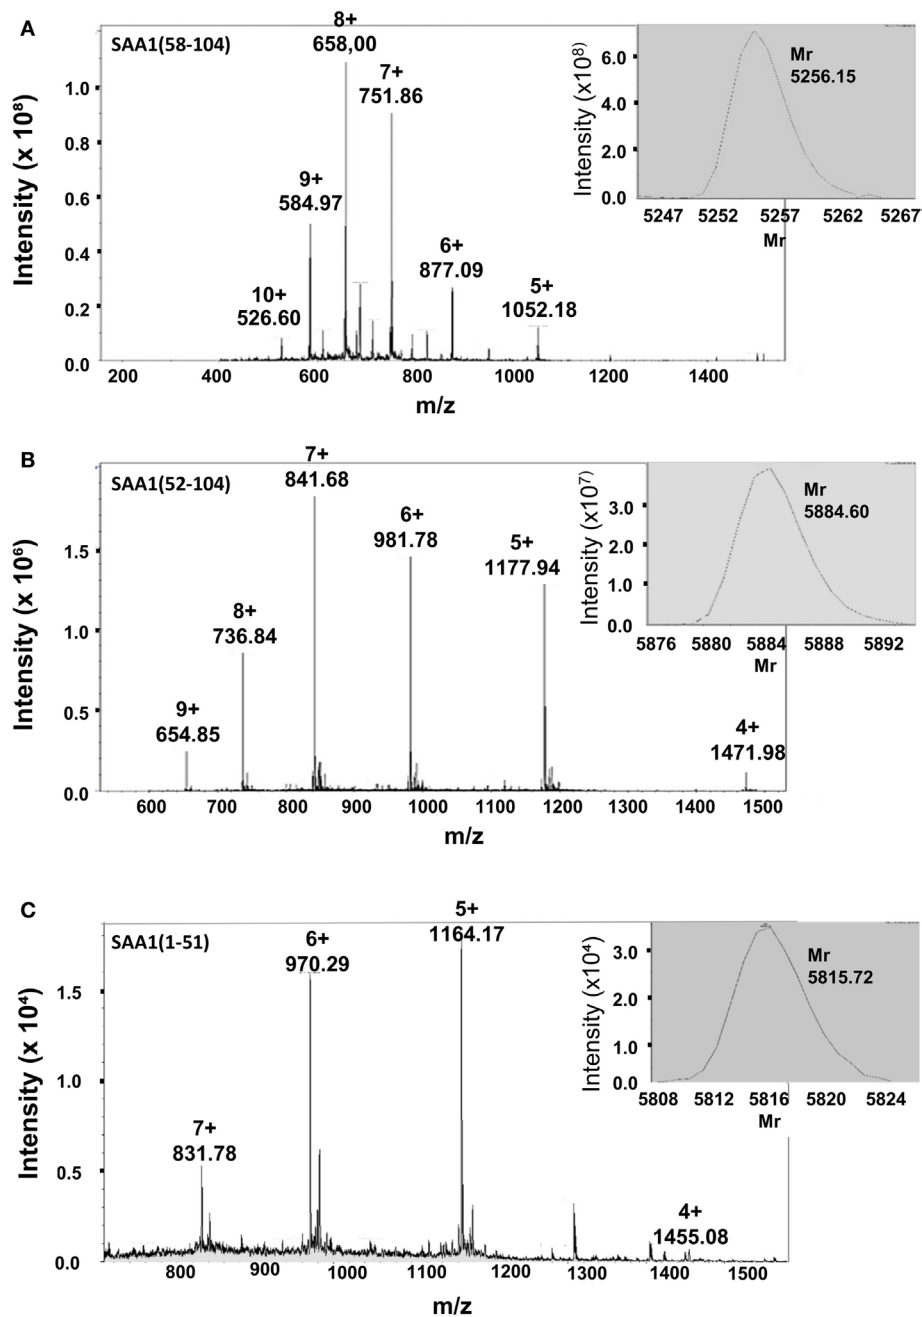 A
SAA1(58-104)
8+
658,00
7+
751.86
9+
584.97
6+
877.09
10+
526.60
5+
1052.18
Intensity (x 10⁸)
1.0
0.8
0.6
0.4
0.2
0.0
200 400 600 800 1000 1200 1400
m/z
Intensity (x10⁸)
6.0
4.0
2.0
0.0
Mr
5256.15
5247 5252 5257 5262 5267
Mr
B
SAA1(52-104)
7+
841.68
6+
981.78
5+
1177.94
8+
736.84
9+
654.85
4+
1471.98
Intensity (x 10⁶)
1.5
1.0
0.5
0.0
600 700 800 900 1000 1100 1200 1300 1400 1500
m/z
Intensity (x10⁷)
3.0
2.0
1.0
0.0
Mr
5884.60
5876 5880 5884 5888 5892
Mr
C
SAA1(1-51)
5+
1164.17
6+
970.29
7+
831.78
4+
1455.08
Intensity (x 10⁴)
1.5
1.0
0.5
0.0
800 900 1000 1100 1200 1300 1400 1500
m/z
Intensity (x10⁴)
3.0
2.0
1.0
0.0
Mr
5815.72
5808 5812 5816 5820 5824
Mr